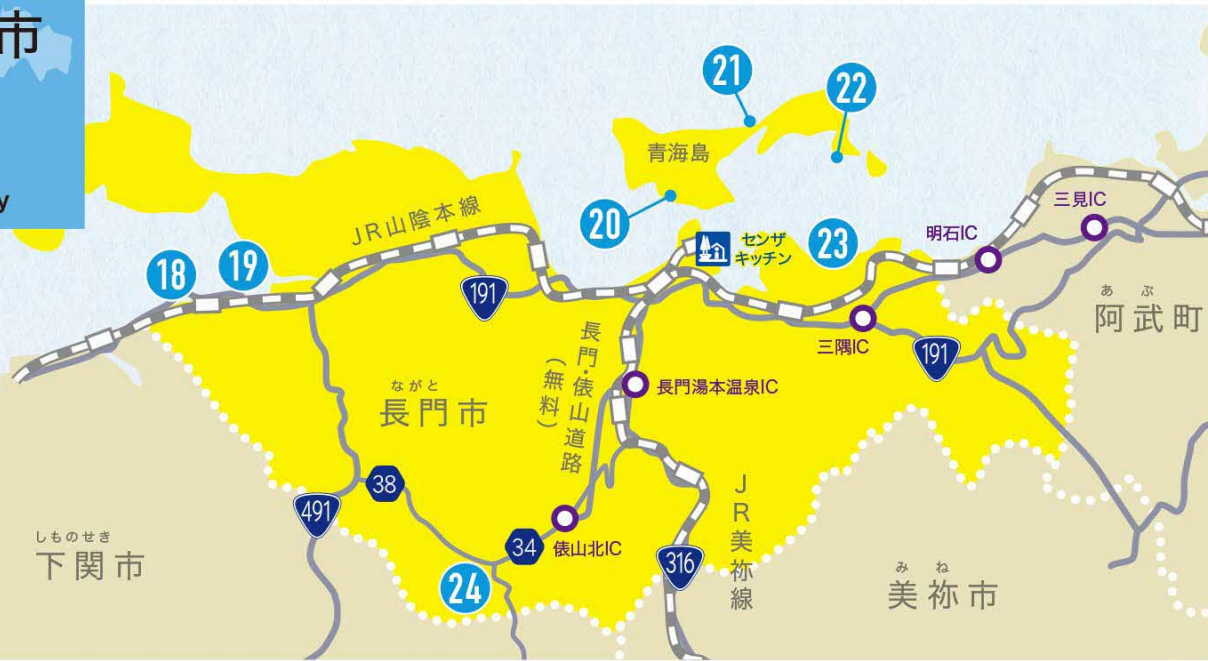 市
y
21
22
青海島
20
センザ
キッチン
23
明石IC
三見IC
あぶ
阿武町
18
19
JR山陰本線
191
三隅IC
191
長門・俵山道路
(無料)
長門湯本温泉IC
ながと
長門市
38
491
34
俵山北IC
24
316
JR美祢線
しものせき
下関市
みね
美祢市